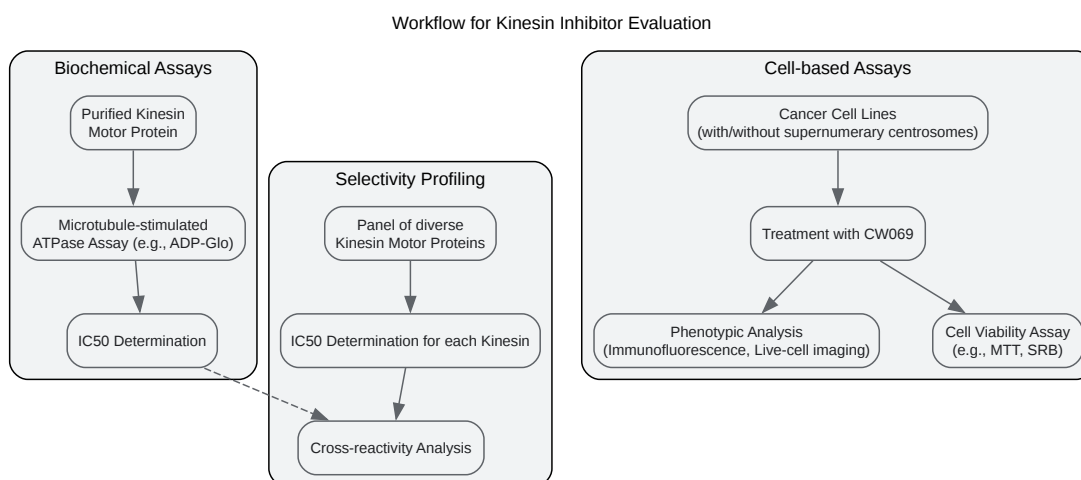 Workflow for Kinesin Inhibitor Evaluation
Biochemical Assays
Purified Kinesin
Motor Protein
Microtubule-stimulated
ATPase Assay (e.g., ADP-Glo)
IC50 Determination
Selectivity Profiling
Panel of diverse
Kinesin Motor Proteins
IC50 Determination for each Kinesin
Cross-reactivity Analysis
Cell-based Assays
Cancer Cell Lines
(with/without supernumerary centrosomes)
Treatment with CW069
Phenotypic Analysis
(Immunofluorescence, Live-cell imaging)
Cell Viability Assay
(e.g., MTT, SRB)